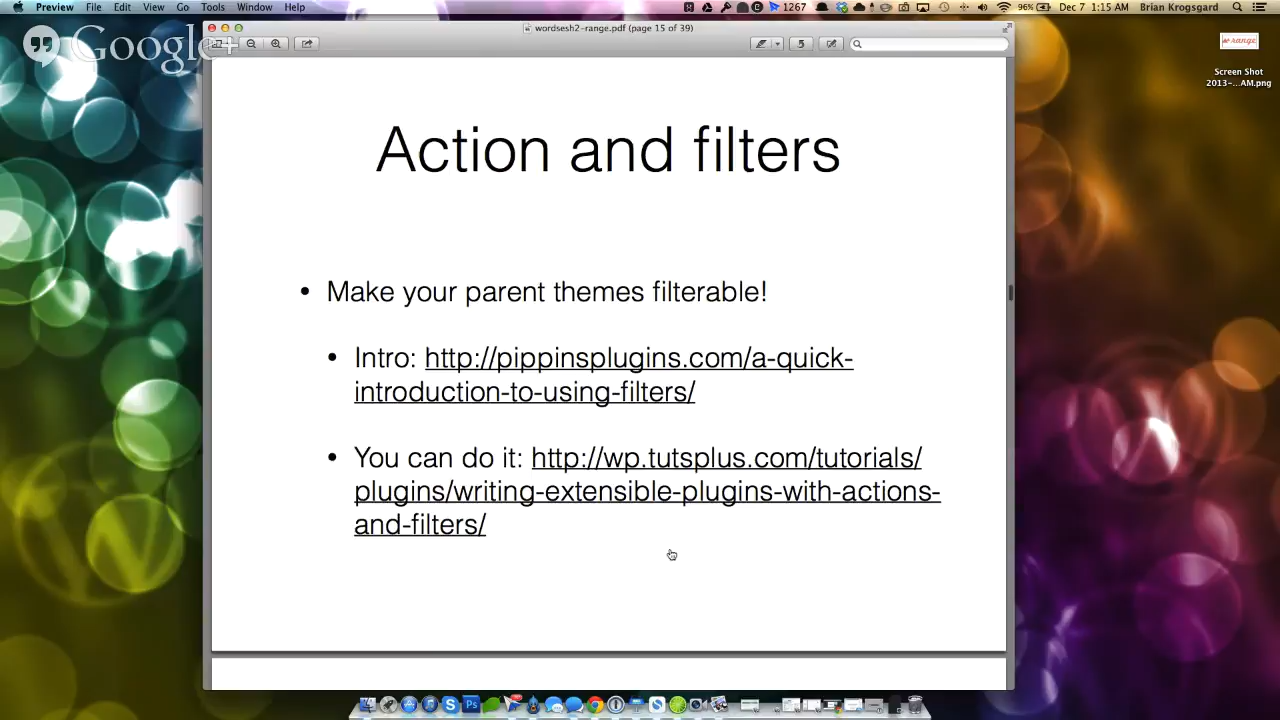 Preview File Edit View Go Tools Window Help
1267
96%
Dec 7 1:15 AM Brian Krogsgard
Google+
wordsesh2-range.pdf (page 15 of 39)
range
Screen Shot
2013-...AM.png
Action and filters
• Make your parent themes filterable!
• Intro: http://pippinsplugins.com/a-quick-
introduction-to-using-filters/
• You can do it: http://wp.tutsplus.com/tutorials/
plugins/writing-extensible-plugins-with-actions-
and-filters/